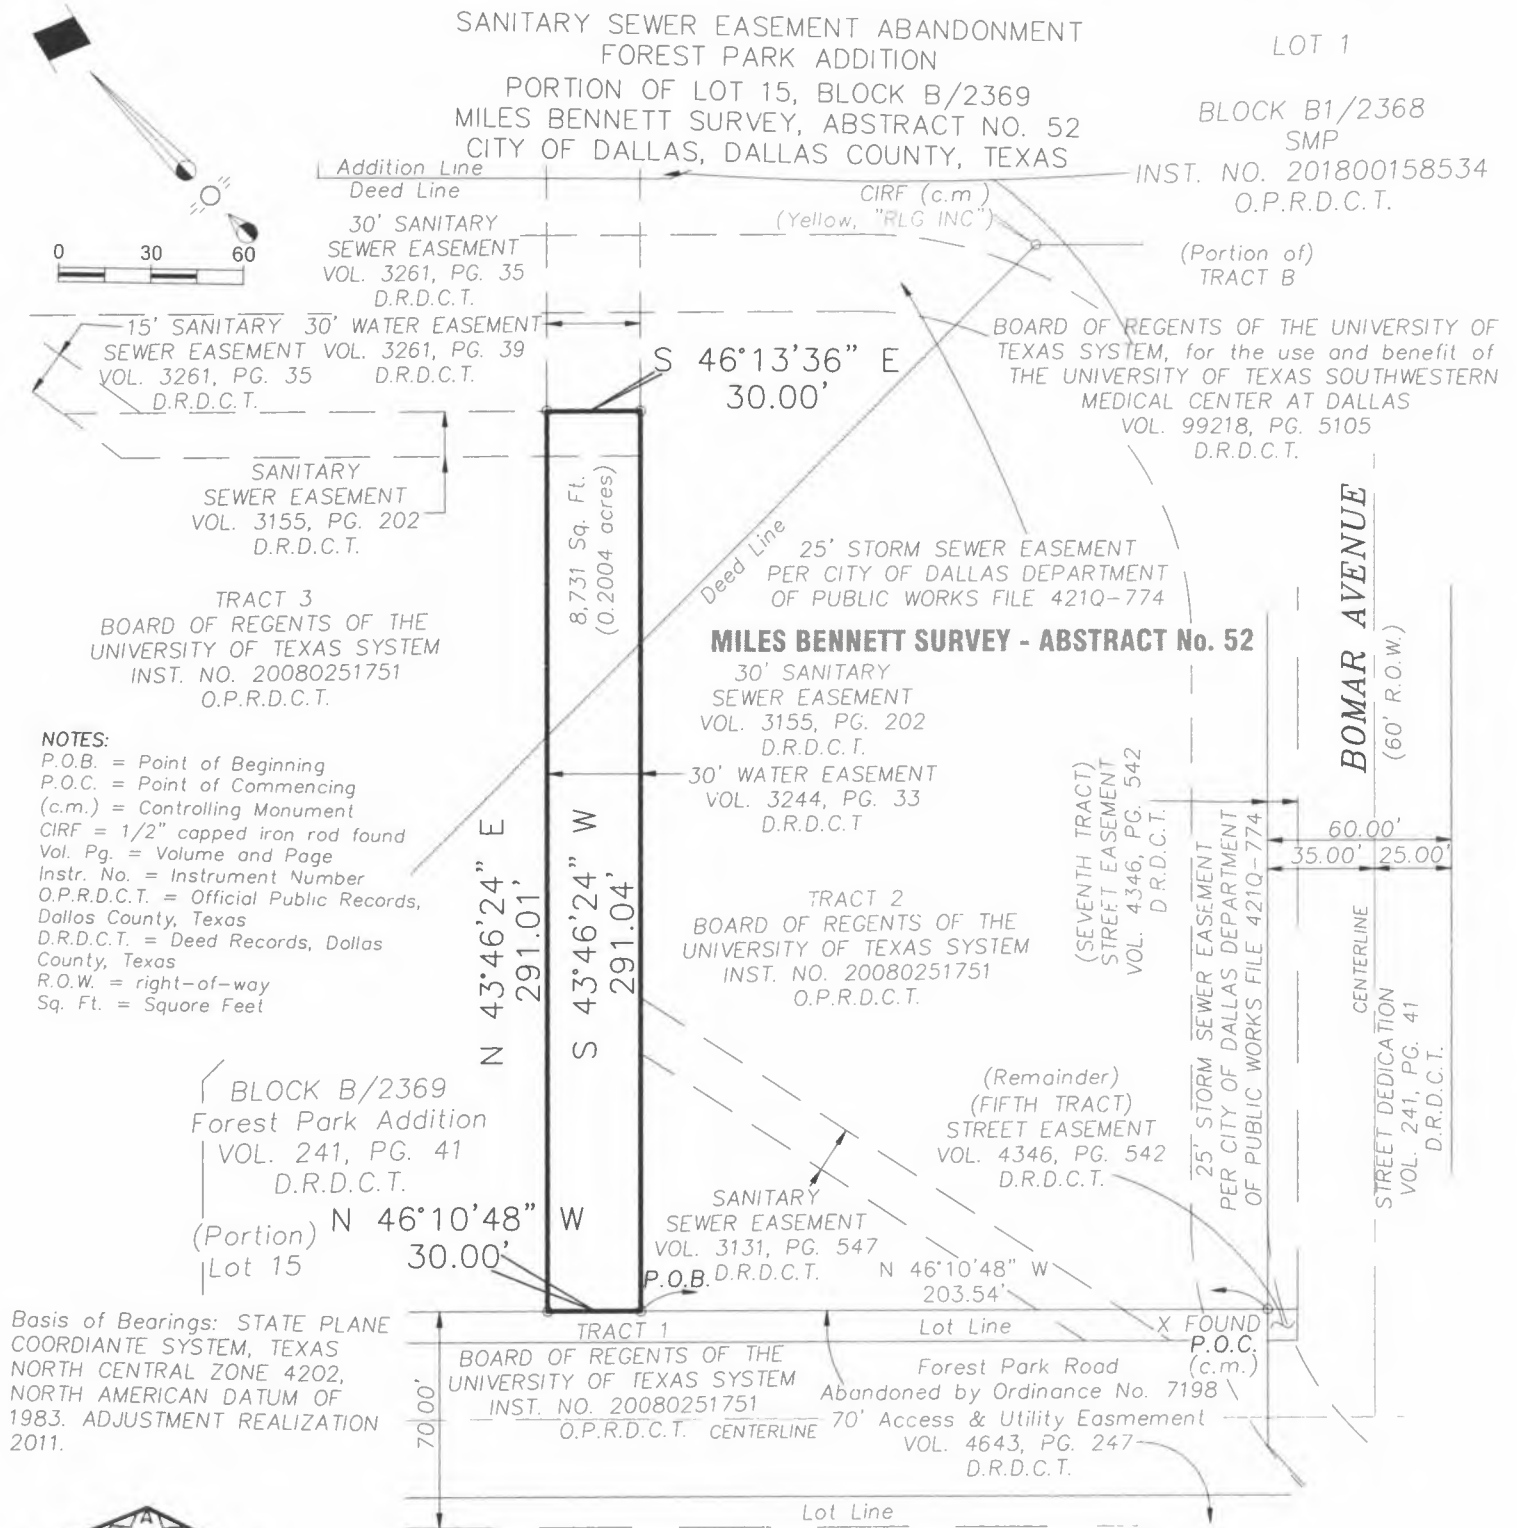 SANITARY SEWER EASEMENT ABANDONMENT
FOREST PARK ADDITION
PORTION OF LOT 15, BLOCK B/2369
MILES BENNETT SURVEY, ABSTRACT NO. 52
CITY OF DALLAS, DALLAS COUNTY, TEXAS
LOT 1
BLOCK B1/2368
SMP
INST. NO. 201800158534
O.P.R.D.C.T.
Addition Line
Deed Line
CIRF (c.m.)
(Yellow, "RLG INC")
(Portion of)
TRACT B
0 30 60
30' SANITARY
SEWER EASEMENT
VOL. 3261, PG. 35
D.R.D.C.T.
15' SANITARY
SEWER EASEMENT
VOL. 3261, PG. 35
D.R.D.C.T.
30' WATER EASEMENT
VOL. 3261, PG. 39
D.R.D.C.T.
S 46°13'36" E
30.00'
BOARD OF REGENTS OF THE UNIVERSITY OF
TEXAS SYSTEM, for the use and benefit of
THE UNIVERSITY OF TEXAS SOUTHWESTERN
MEDICAL CENTER AT DALLAS
VOL. 99218, PG. 5105
D.R.D.C.T.
SANITARY
SEWER EASEMENT
VOL. 3155, PG. 202
D.R.D.C.T.
8,731 Sq. Ft.
(0.2004 acres)
Deed Line
25' STORM SEWER EASEMENT
PER CITY OF DALLAS DEPARTMENT
OF PUBLIC WORKS FILE 421Q-774
BOMAR AVENUE
(60' R.O.W.)
TRACT 3
BOARD OF REGENTS OF THE
UNIVERSITY OF TEXAS SYSTEM
INST. NO. 20080251751
O.P.R.D.C.T.
MILES BENNETT SURVEY - ABSTRACT No. 52
30' SANITARY
SEWER EASEMENT
VOL. 3155, PG. 202
D.R.D.C.T.
30' WATER EASEMENT
VOL. 3244, PG. 33
D.R.D.C.T
NOTES:
P.O.B. = Point of Beginning
P.O.C. = Point of Commencing
(c.m.) = Controlling Monument
CIRF = 1/2" capped iron rod found
Vol. Pg. = Volume and Page
Instr. No. = Instrument Number
O.P.R.D.C.T. = Official Public Records,
Dallos County, Texas
D.R.D.C.T. = Deed Records, Dollas
County, Texas
R.O.W. = right-of-way
Sq. Ft. = Squore Feet
N 43°46'24" E
291.01'
S 43°46'24" W
291.04'
(SEVENTH TRACT)
STREET EASEMENT
VOL. 4346, PG. 542
D.R.D.C.T.
60.00'
35.00' 25.00'
TRACT 2
BOARD OF REGENTS OF THE
UNIVERSITY OF TEXAS SYSTEM
INST. NO. 20080251751
O.P.R.D.C.T.
25' STORM SEWER EASEMENT
PER CITY OF DALLAS DEPARTMENT
OF PUBLIC WORKS FILE 421Q-774
CENTERLINE
STREET DEDICATION
VOL. 241, PG. 41
D.R.D.C.T.
BLOCK B/2369
Forest Park Addition
VOL. 241, PG. 41
D.R.D.C.T.
(Portion)
Lot 15
N 46°10'48" W
30.00'
(Remainder)
(FIFTH TRACT)
STREET EASEMENT
VOL. 4346, PG. 542
D.R.D.C.T.
SANITARY
SEWER EASEMENT
VOL. 3131, PG. 547
D.R.D.C.T.
P.O.B.
N 46°10'48" W
203.54'
Basis of Bearings: STATE PLANE
COORDIANTE SYSTEM, TEXAS
NORTH CENTRAL ZONE 4202,
NORTH AMERICAN DATUM OF
1983. ADJUSTMENT REALIZATION
2011.
70.00'
TRACT 1
BOARD OF REGENTS OF THE
UNIVERSITY OF TEXAS SYSTEM
INST. NO. 20080251751
O.P.R.D.C.T.
CENTERLINE
Lot Line
X FOUND
P.O.C.
(c.m.)
Forest Park Road
Abandoned by Ordinance No. 7198
70' Access & Utility Easmement
VOL. 4643, PG. 247
D.R.D.C.T.
Lot Line
A